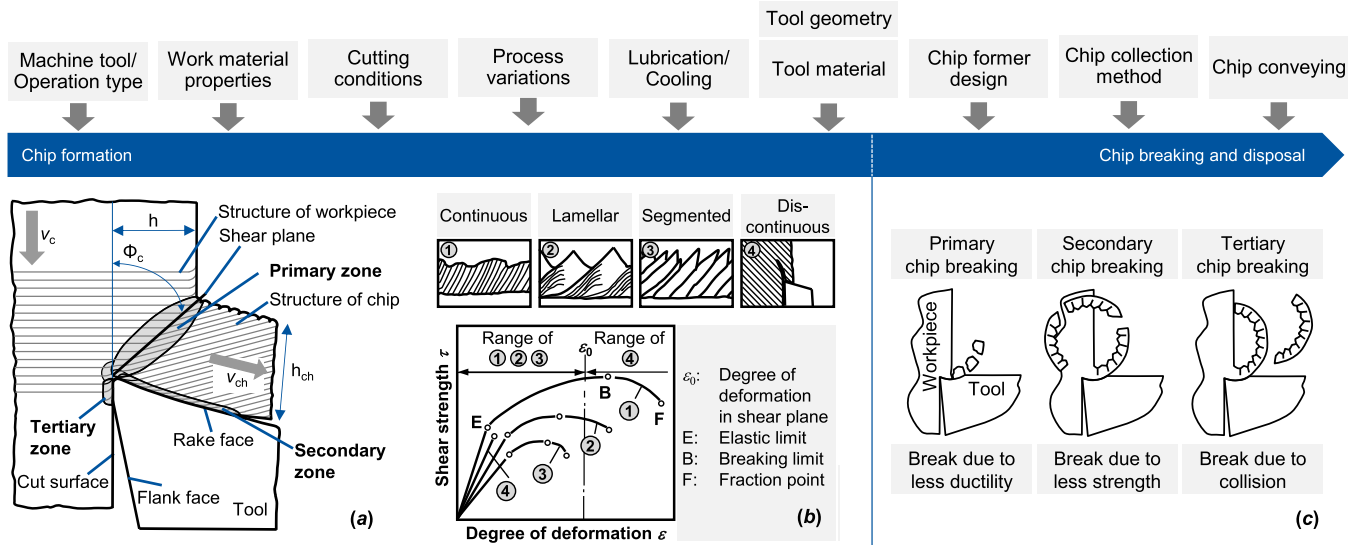 Tool geometry
Machine tool/
Operation type
Work material
properties
Cutting
conditions
Process
variations
Lubrication/
Cooling
Tool material
Chip former
design
Chip collection
method
Chip conveying
Chip formation
Chip breaking and disposal
v_c
h
Φ_c
Structure of workpiece
Shear plane
Primary zone
Structure of chip
v_ch
h_ch
Tertiary
zone
Rake face
Secondary
zone
Cut surface
Flank face
Tool
(a)
Continuous
Lamellar
Segmented
Dis-
continuous
①
②
③
④
Range of
① ② ③
ε₀
Range of
④
Shear strength τ
E
B
F
①
②
③
④
Degree of deformation ε
ε₀: Degree of
deformation
in shear plane
E: Elastic limit
B: Breaking limit
F: Fraction point
(b)
Primary
chip breaking
Secondary
chip breaking
Tertiary
chip breaking
Workpiece
Tool
Break due to
less ductility
Break due to
less strength
Break due to
collision
(c)